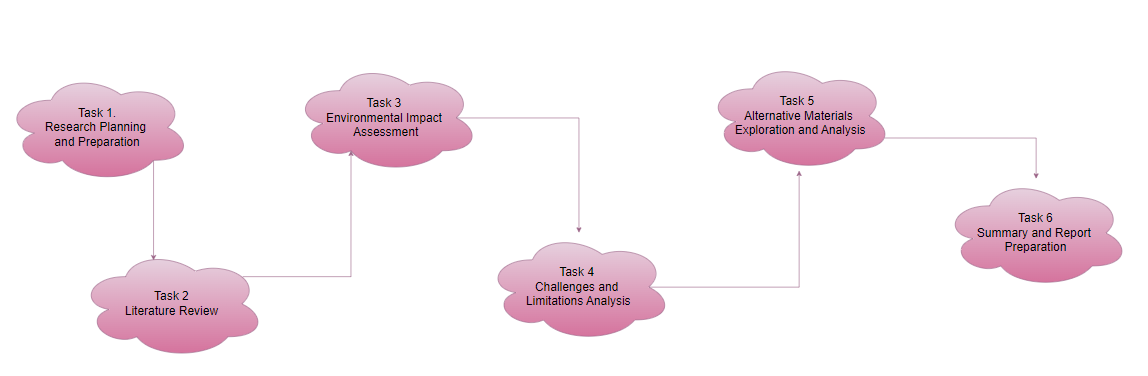 Task 1.
Research Planning
and Preparation
Task 2
Literature Review
Task 3
Environmental Impact
Assessment
Task 4
Challenges and
Limitations Analysis
Task 5
Alternative Materials
Exploration and Analysis
Task 6
Summary and Report
Preparation